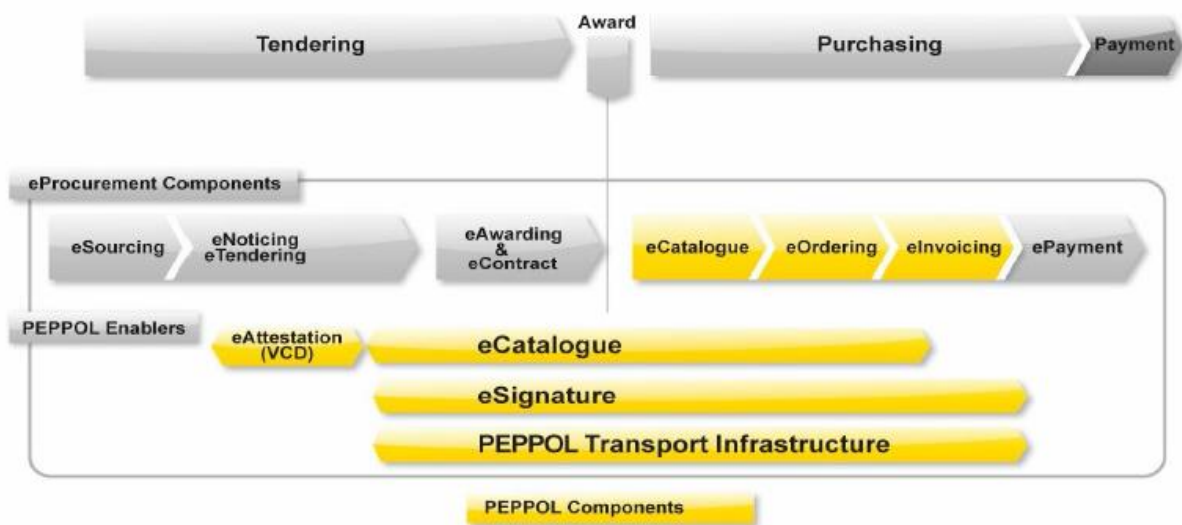 Award
Tendering
Purchasing
Payment
eProcurement Components
eSourcing
eNoticing
eTendering
eAwarding
&
eContract
eCatalogue
eOrdering
eInvoicing
ePayment
PEPPOL Enablers
eAttestation
(VCD)
eCatalogue
eSignature
PEPPOL Transport Infrastructure
PEPPOL Components